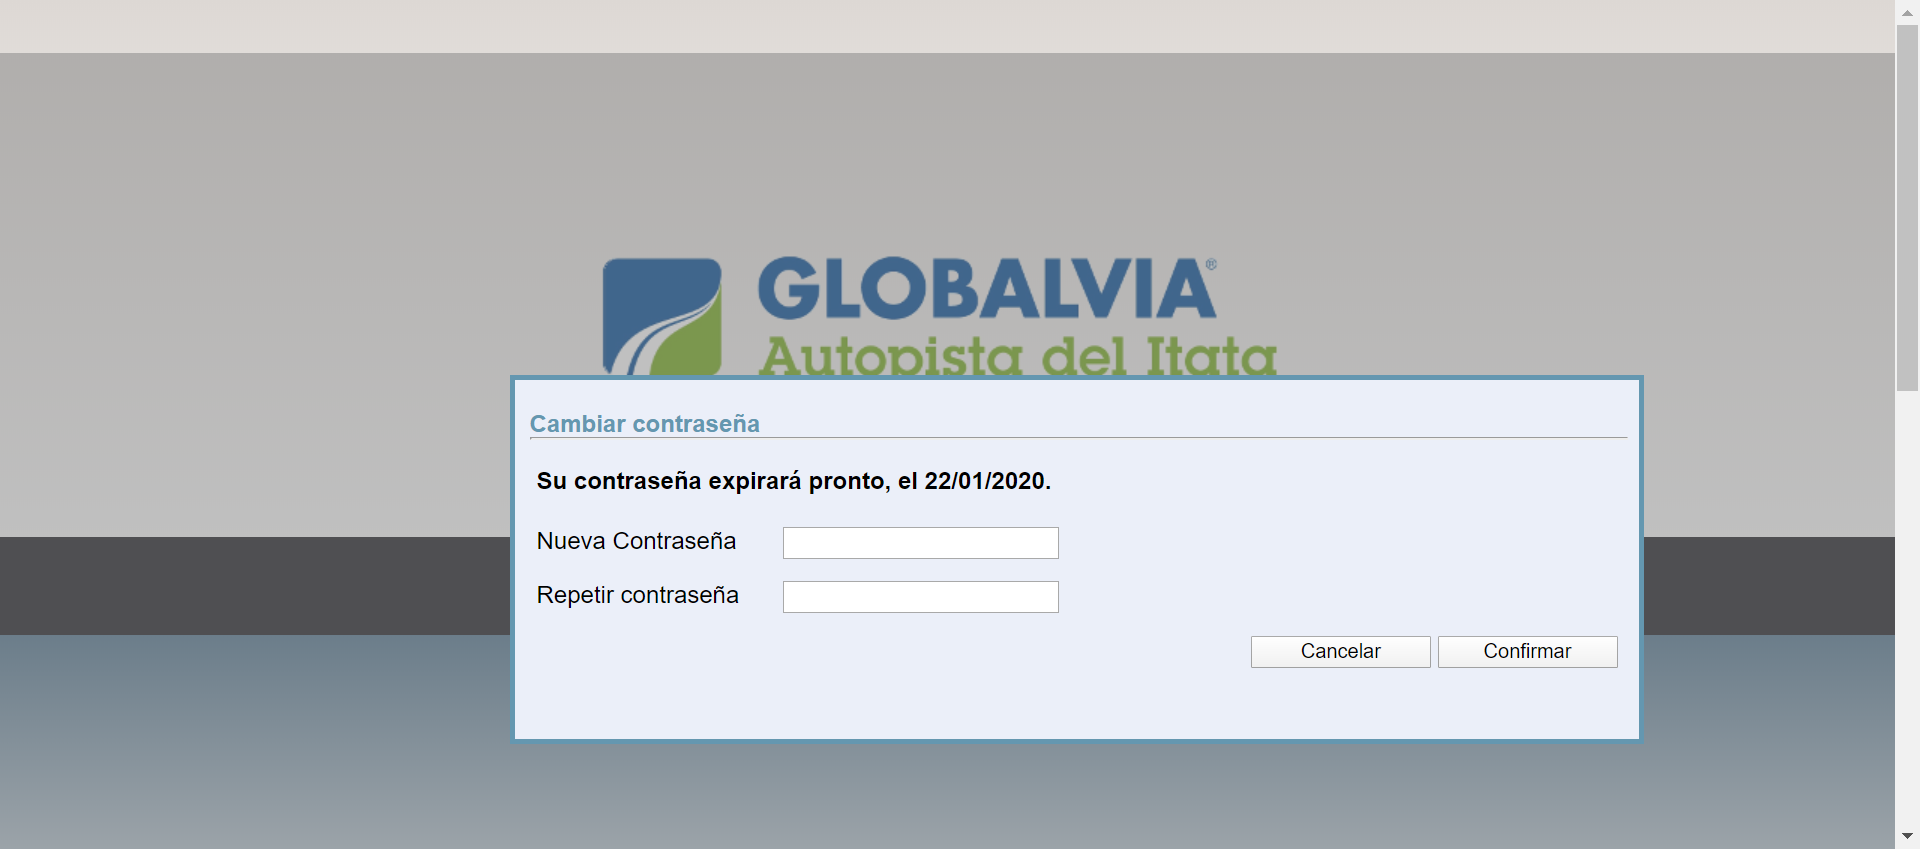 GLOBALVIA®
Autopista del Itata
Cambiar contraseña
Su contraseña expirará pronto, el 22/01/2020.
Nueva Contraseña
Repetir contraseña
Cancelar
Confirmar